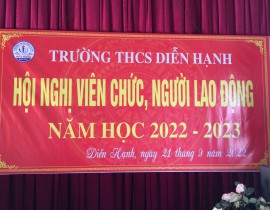 TRƯỜNG THCS DIỄN HẠNH
HỘI NGHỊ VIÊN CHỨC, NGƯỜI LAO ĐỘNG
NĂM HỌC 2022 - 2023
Diễn Hạnh, ngày 21 tháng 9 năm 2022